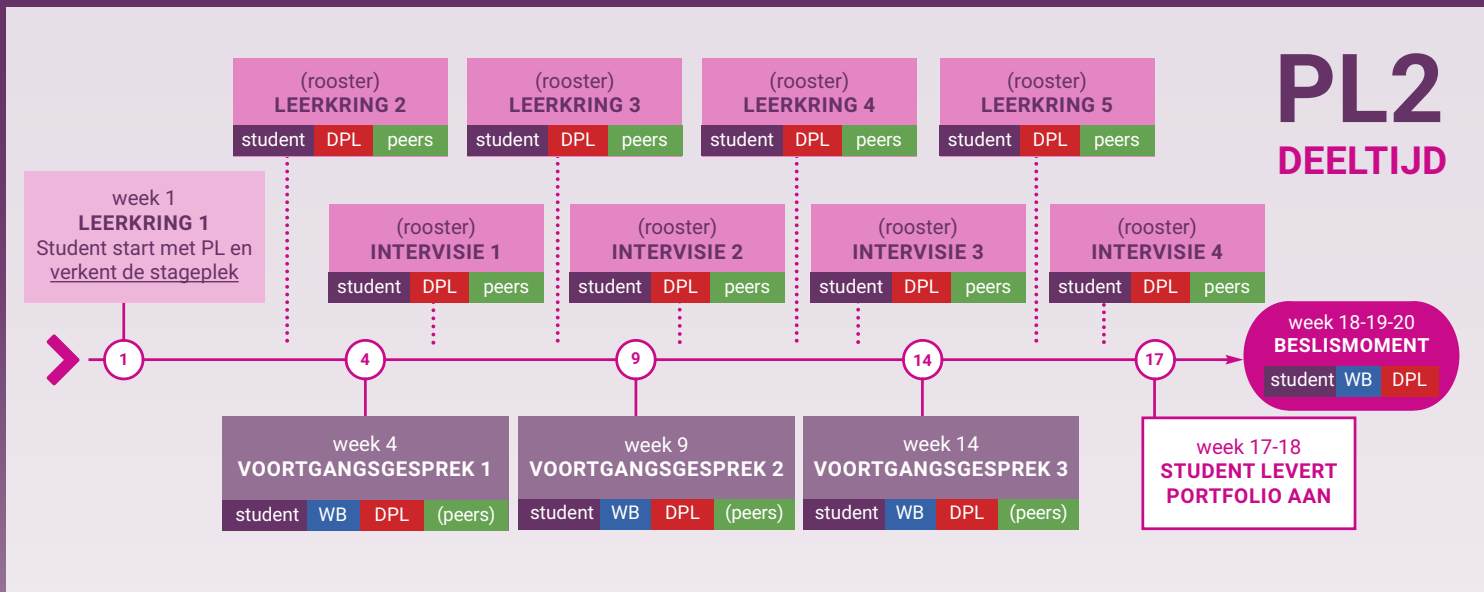 PL2
DEELTIJD
(rooster)
LEERKRING 2
student DPL peers
(rooster)
LEERKRING 3
student DPL peers
(rooster)
LEERKRING 4
student DPL peers
(rooster)
LEERKRING 5
student DPL peers
week 1
LEERKRING 1
Student start met PL en
verkent de stageplek
(rooster)
INTERVISIE 1
student DPL peers
(rooster)
INTERVISIE 2
student DPL peers
(rooster)
INTERVISIE 3
student DPL peers
(rooster)
INTERVISIE 4
student DPL peers
1
4
9
14
17
week 18-19-20
BESLISMOMENT
student WB DPL
week 4
VOORTGANGSGESPREK 1
student WB DPL (peers)
week 9
VOORTGANGSGESPREK 2
student WB DPL (peers)
week 14
VOORTGANGSGESPREK 3
student WB DPL (peers)
week 17-18
STUDENT LEVERT
PORTFOLIO AAN